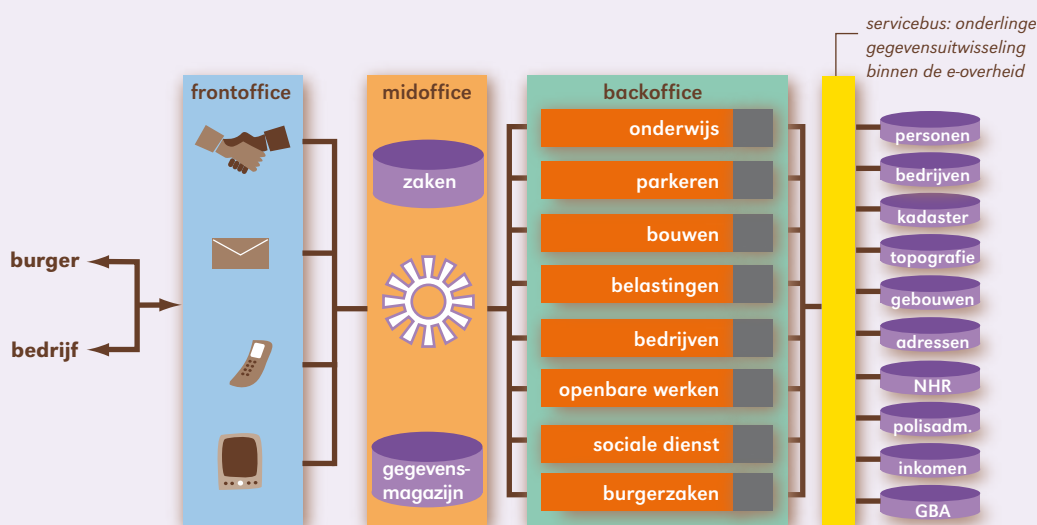 servicebus: onderlinge
gegevensuitwisseling
binnen de e-overheid
frontoffice
midoffice
backoffice
burger
bedrijf
zaken
gegevens-
magazijn
onderwijs
parkeren
bouwen
belastingen
bedrijven
openbare werken
sociale dienst
burgerzaken
personen
bedrijven
kadaster
topografie
gebouwen
adressen
NHR
polisadm.
inkomen
GBA